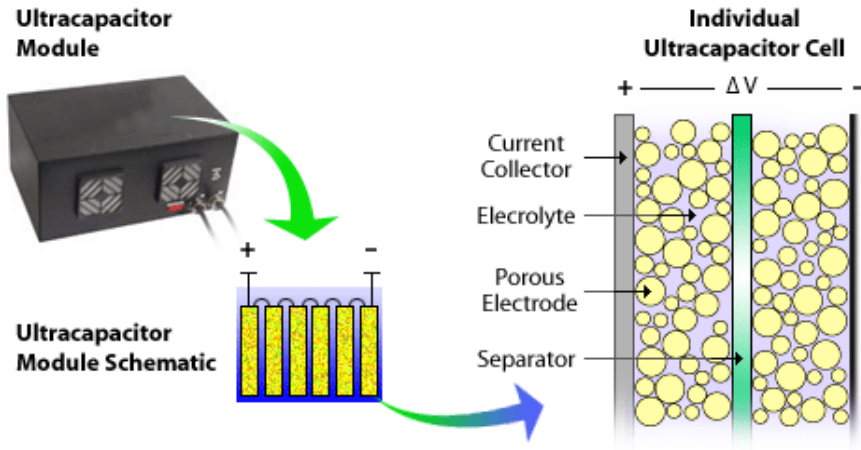 Ultracapacitor
Module
Individual
Ultracapacitor Cell
+ ΔV -
Current
Collector
Elecrolyte
Porous
Electrode
Separator
+ -
Ultracapacitor
Module Schematic